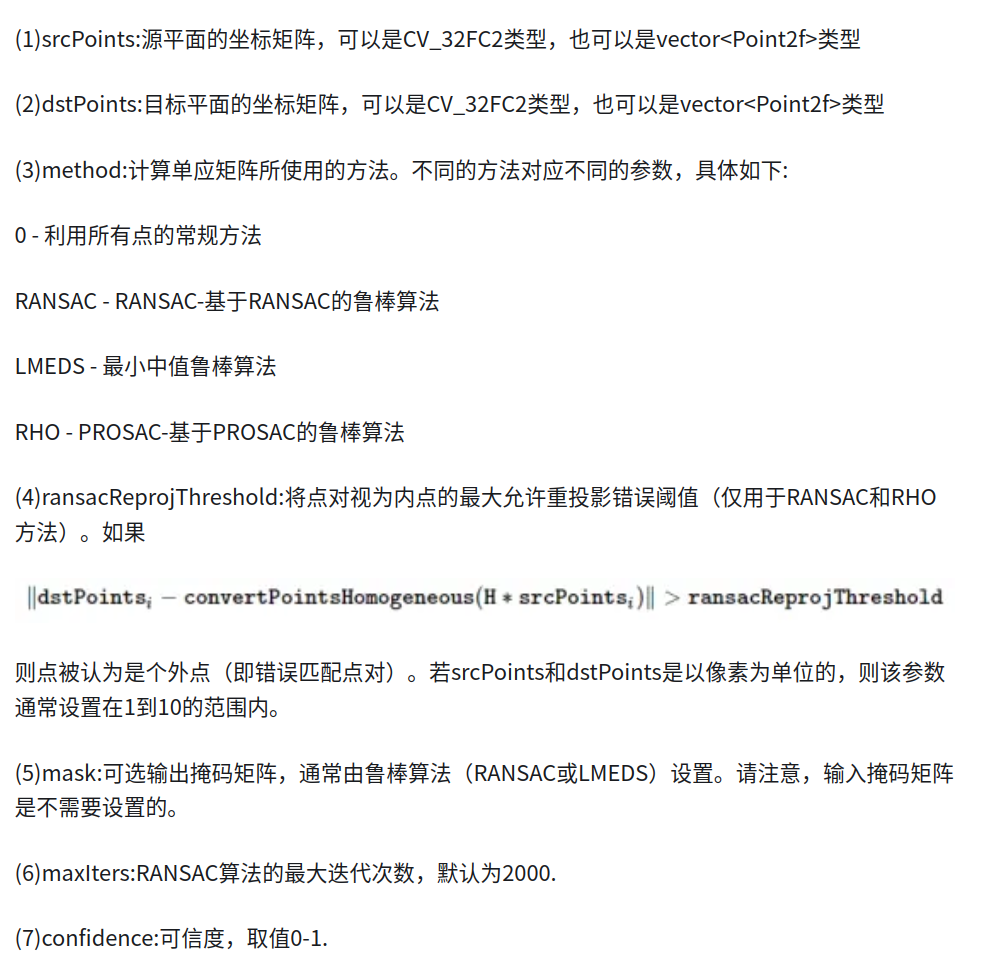 (1)srcPoints:源平面的坐标矩阵，可以是CV_32FC2类型，也可以是vector<Point2f>类型
(2)dstPoints:目标平面的坐标矩阵，可以是CV_32FC2类型，也可以是vector<Point2f>类型
(3)method:计算单应矩阵所使用的方法。不同的方法对应不同的参数，具体如下:
0 - 利用所有点的常规方法
RANSAC - RANSAC-基于RANSAC的鲁棒算法
LMEDS - 最小中值鲁棒算法
RHO - PROSAC-基于PROSAC的鲁棒算法
(4)ransacReprojThreshold:将点对视为内点的最大允许重投影错误阈值（仅用于RANSAC和RHO
方法）。如果
‖dstPoints_i − convertPointsHomogeneous(H ∗ srcPoints_i)‖ > ransacReprojThreshold
则点被认为是个外点（即错误匹配点对）。若srcPoints和dstPoints是以像素为单位的，则该参数
通常设置在1到10的范围内。
(5)mask:可选输出掩码矩阵，通常由鲁棒算法（RANSAC或LMEDS）设置。请注意，输入掩码矩阵
是不需要设置的。
(6)maxIters:RANSAC算法的最大迭代次数，默认为2000.
(7)confidence:可信度，取值0-1.